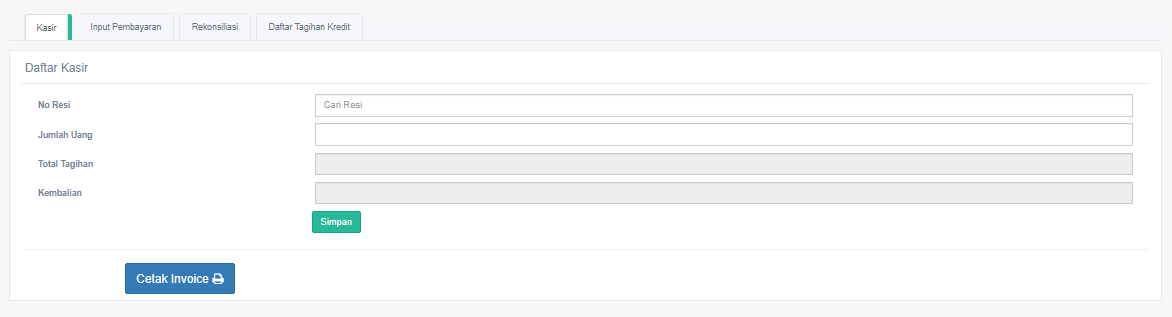 Kasir
Input Pembayaran
Rekonsiliasi
Daftar Tagihan Kredit
Daftar Kasir
No Resi
Cari Resi
Jumlah Uang
Total Tagihan
Kembalian
Simpan
Cetak Invoice